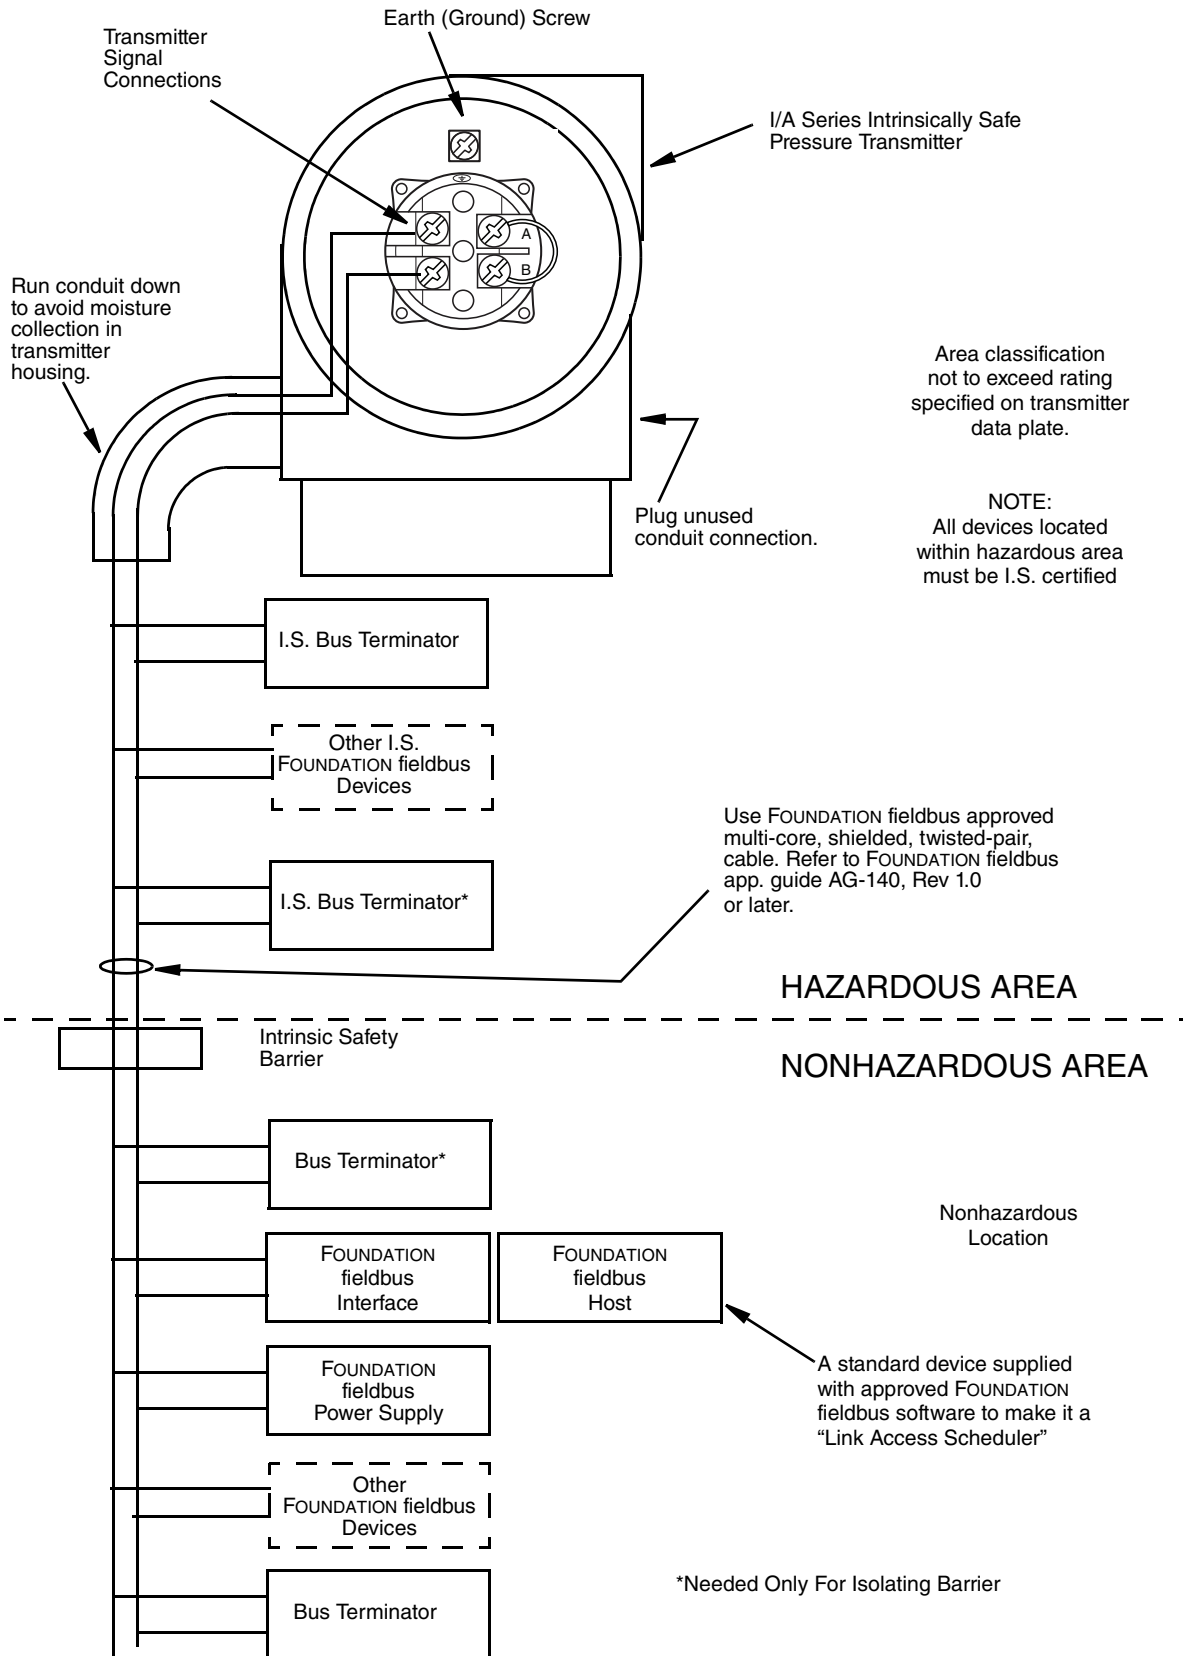 Earth (Ground) Screw
Transmitter
Signal
Connections
I/A Series Intrinsically Safe
Pressure Transmitter
A
B
Run conduit down
to avoid moisture
collection in
transmitter
housing.
Area classification
not to exceed rating
specified on transmitter
data plate.
Plug unused
conduit connection.
NOTE:
All devices located
within hazardous area
must be I.S. certified
I.S. Bus Terminator
Other I.S.
FOUNDATION fieldbus
Devices
Use FOUNDATION fieldbus approved
multi-core, shielded, twisted-pair,
cable. Refer to FOUNDATION fieldbus
app. guide AG-140, Rev 1.0
or later.
I.S. Bus Terminator*
HAZARDOUS AREA
Intrinsic Safety
Barrier
NONHAZARDOUS AREA
Bus Terminator*
Nonhazardous
Location
FOUNDATION
fieldbus
Interface
FOUNDATION
fieldbus
Host
FOUNDATION
fieldbus
Power Supply
A standard device supplied
with approved FOUNDATION
fieldbus software to make it a
“Link Access Scheduler”
Other
FOUNDATION fieldbus
Devices
*Needed Only For Isolating Barrier
Bus Terminator